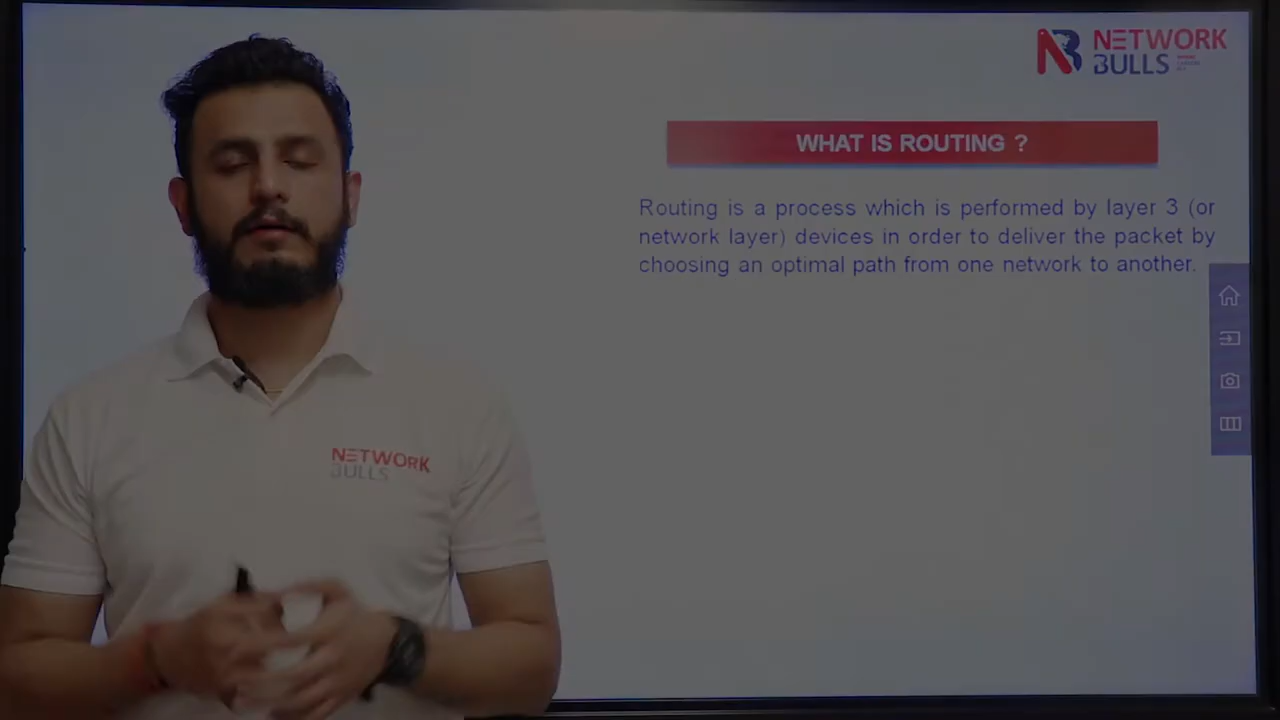 NETWORK
BULLS
WHAT IS ROUTING ?
Routing is a process which is performed by layer 3 (or
network layer) devices in order to deliver the packet by
choosing an optimal path from one network to another.
NETWORK
BULLS